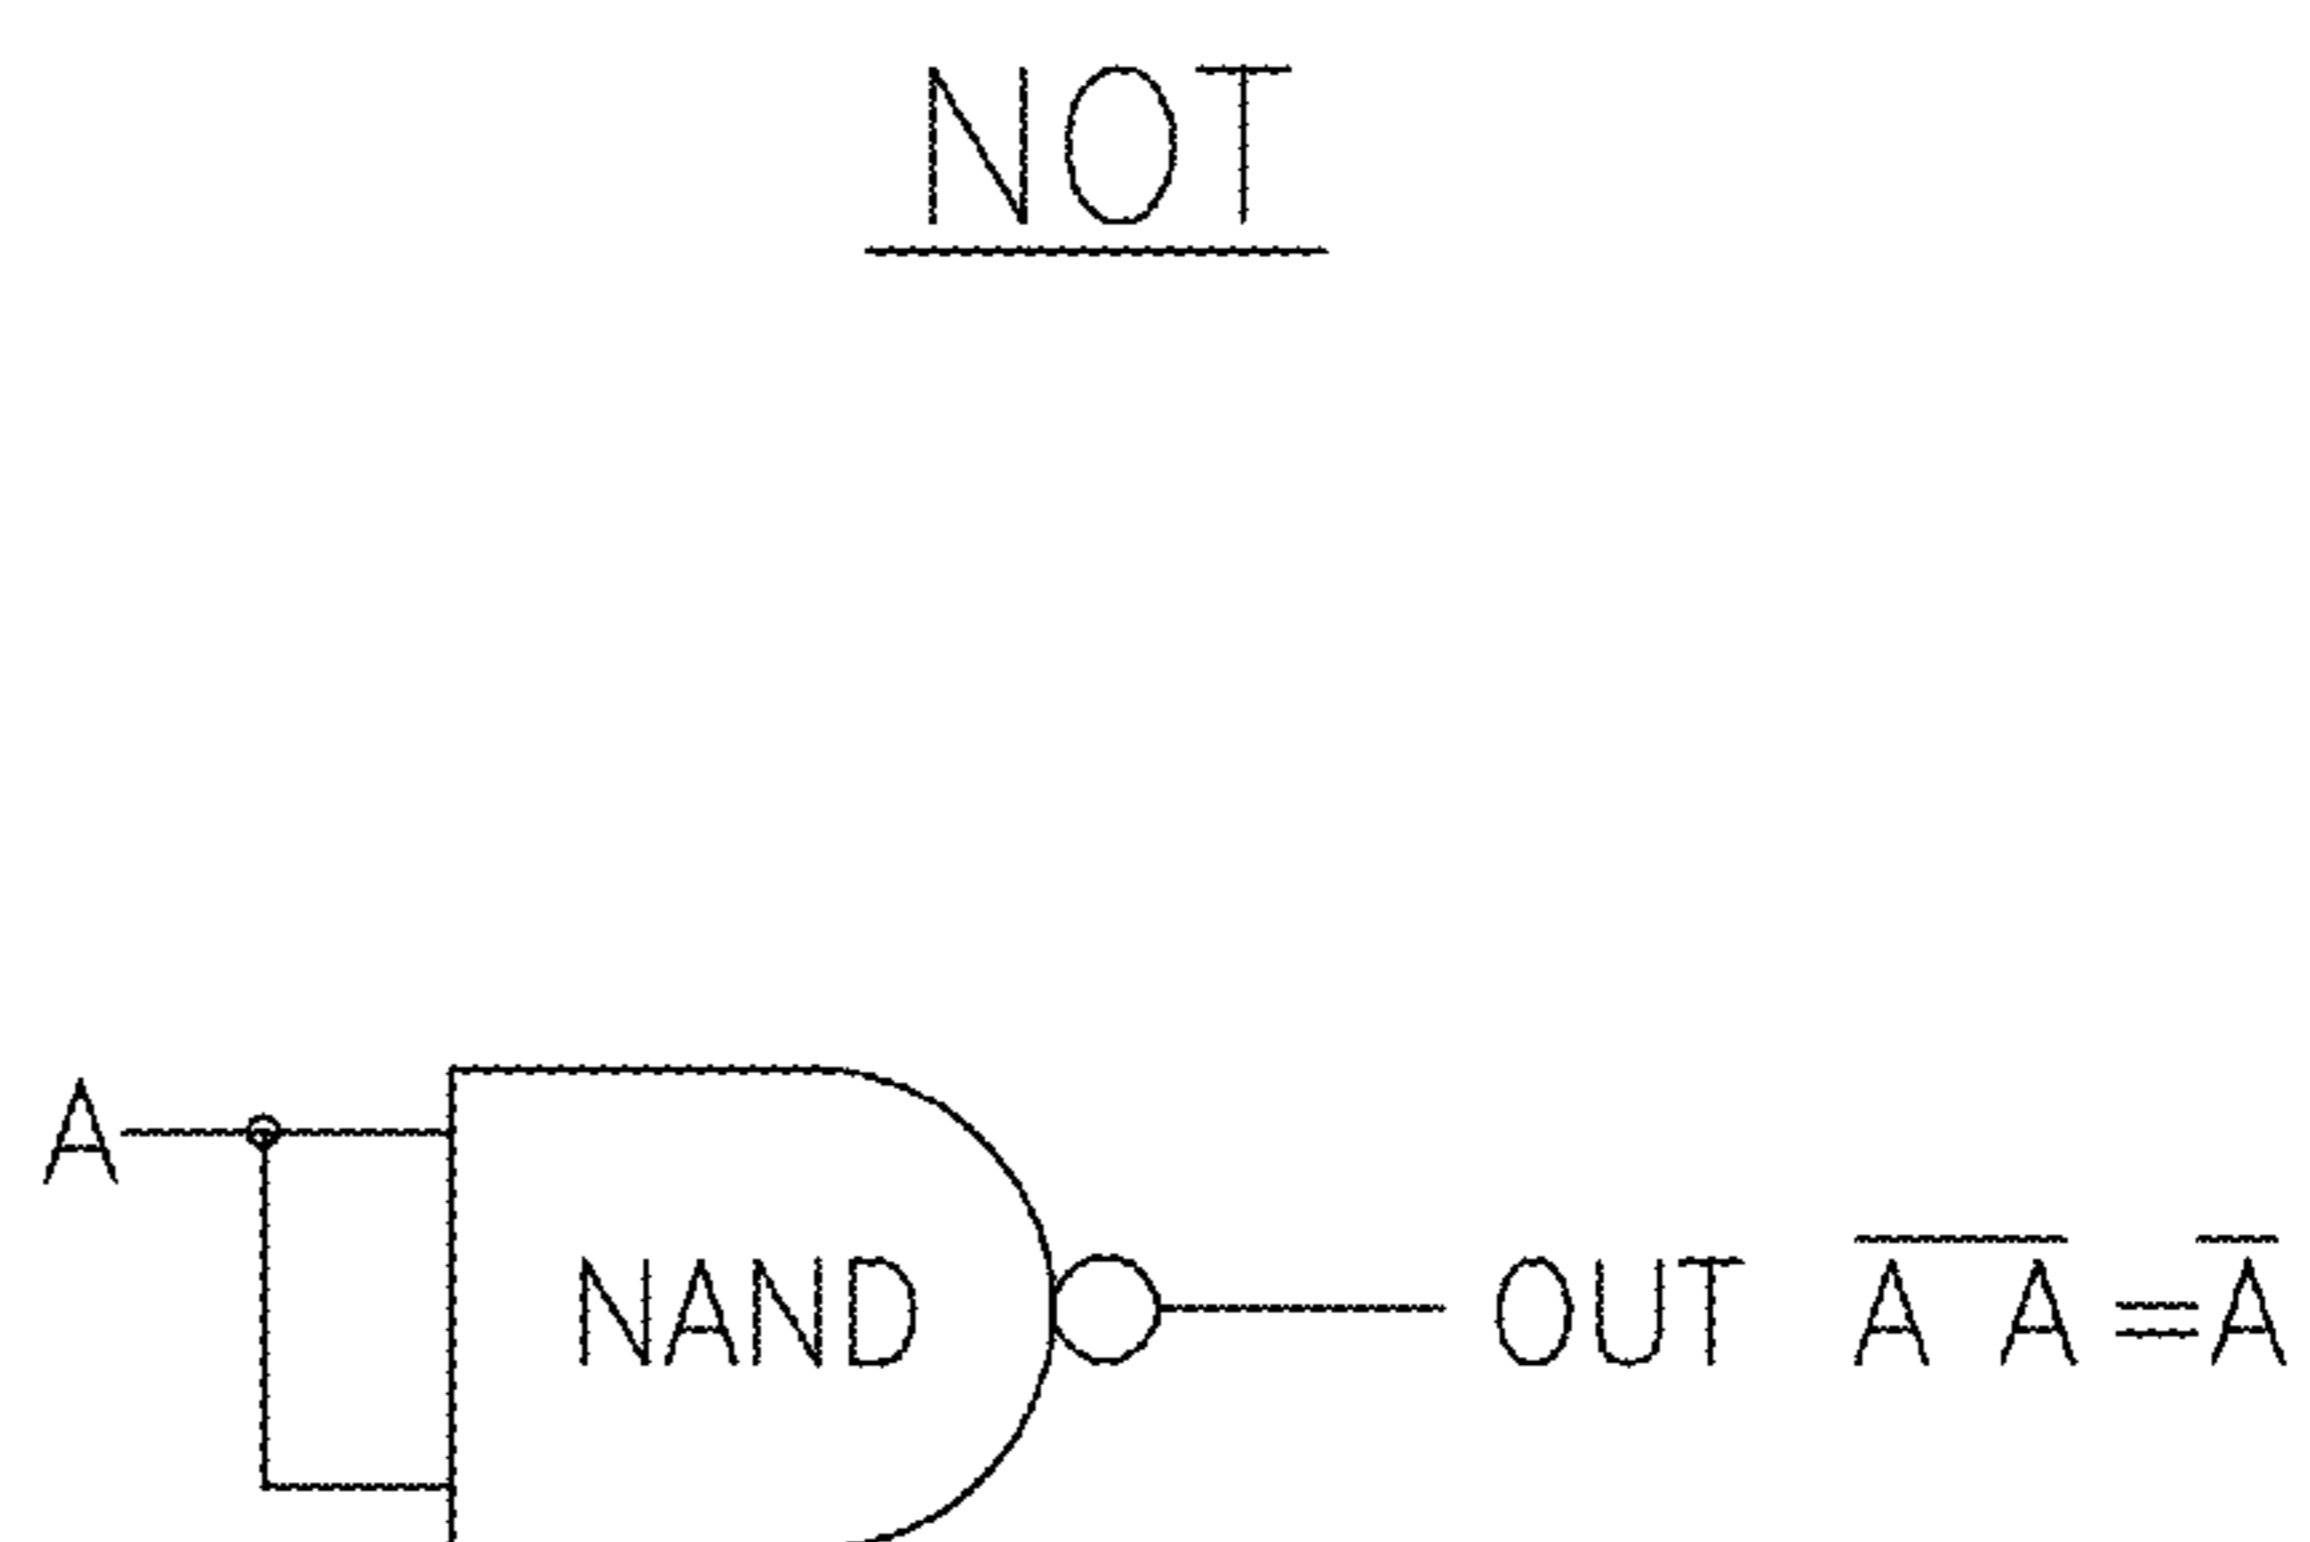 NOT
A
NAND
OUT A̅ ̅A̅ =A̅